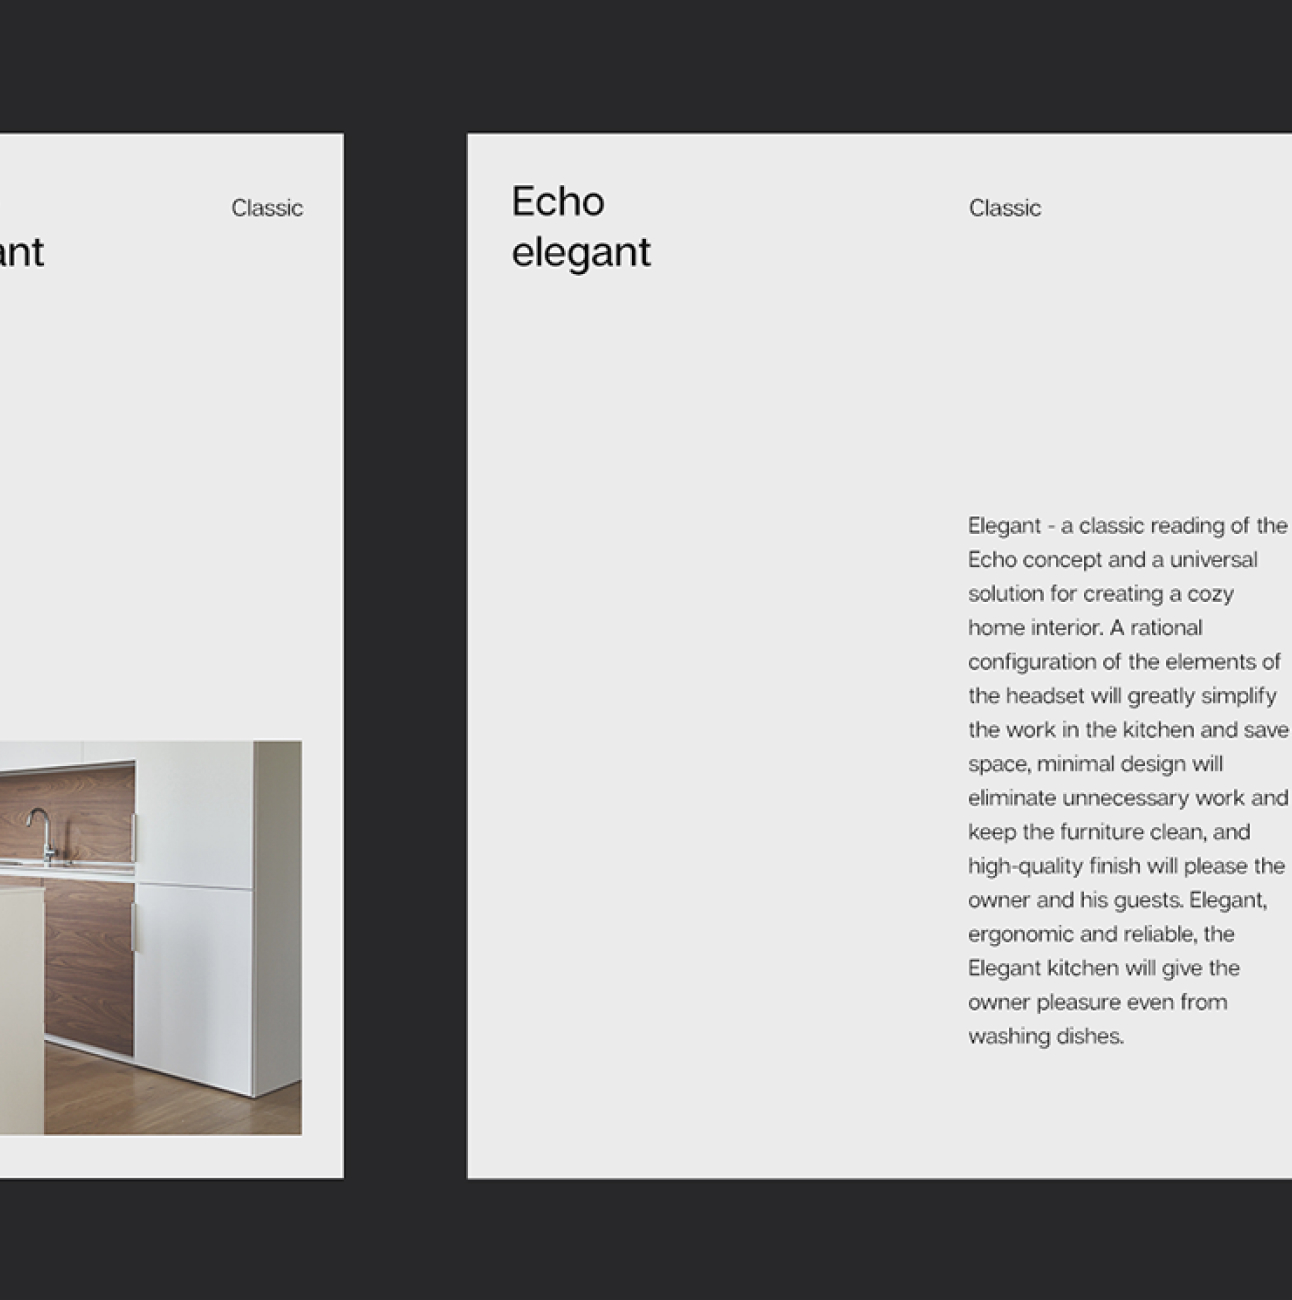 Classic
ant
Echo
elegant
Classic
Elegant - a classic reading of the
Echo concept and a universal
solution for creating a cozy
home interior. A rational
configuration of the elements of
the headset will greatly simplify
the work in the kitchen and save
space, minimal design will
eliminate unnecessary work and
keep the furniture clean, and
high-quality finish will please the
owner and his guests. Elegant,
ergonomic and reliable, the
Elegant kitchen will give the
owner pleasure even from
washing dishes.